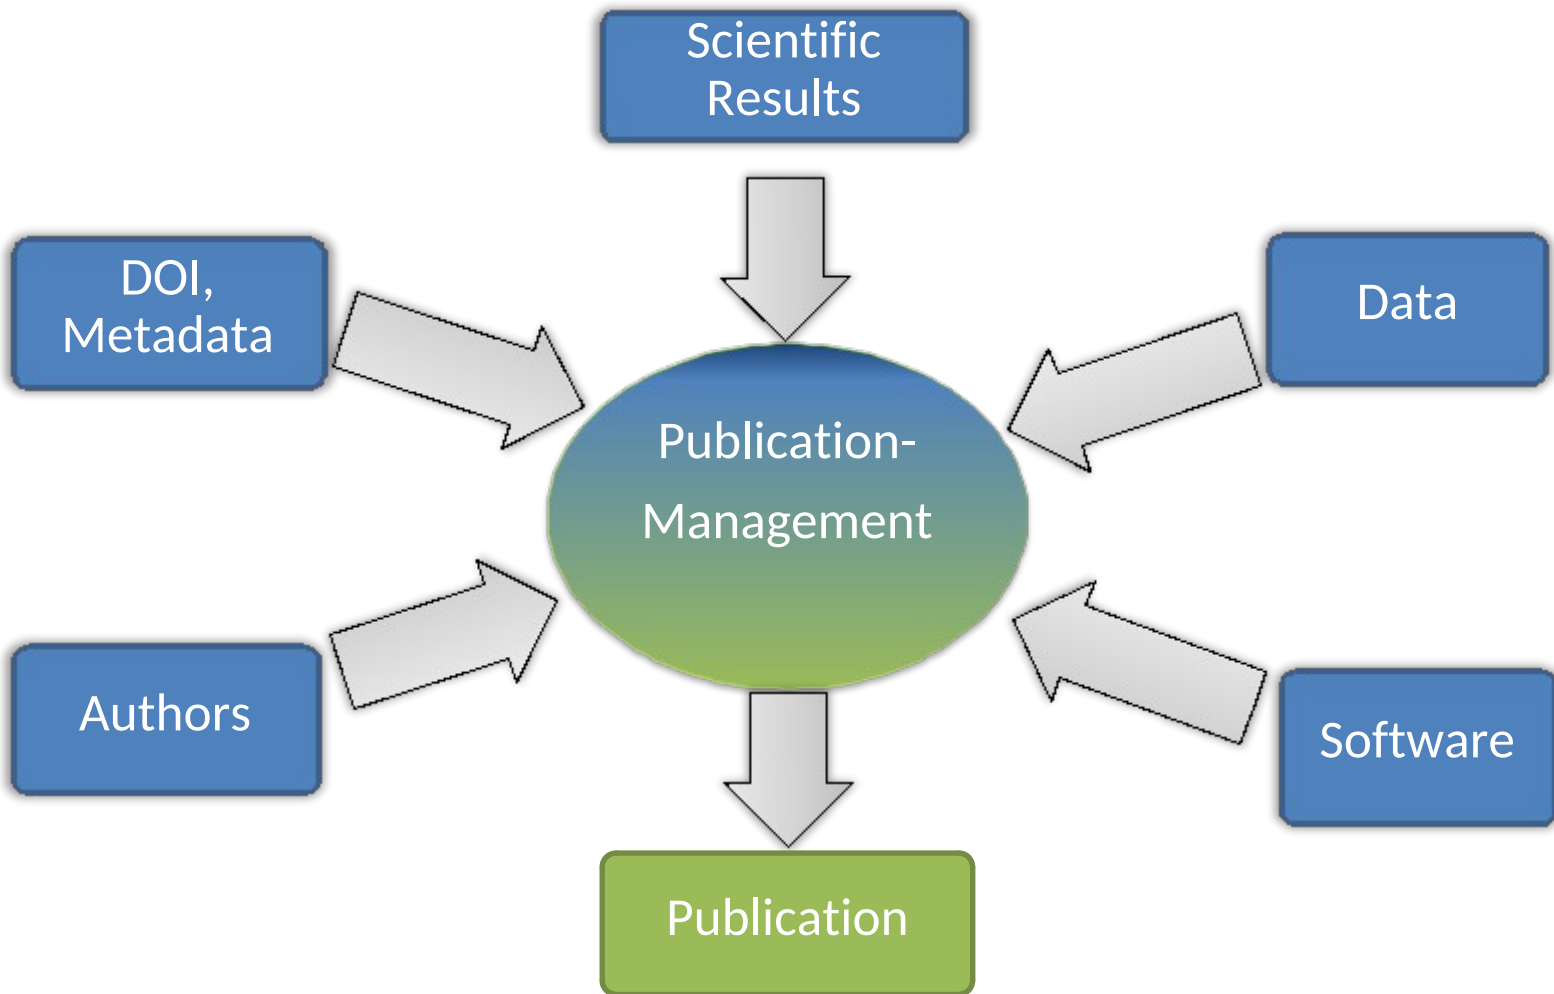 Scientific
Results
DOI,
Metadata
Data
Publication-
Management
Authors
Software
Publication